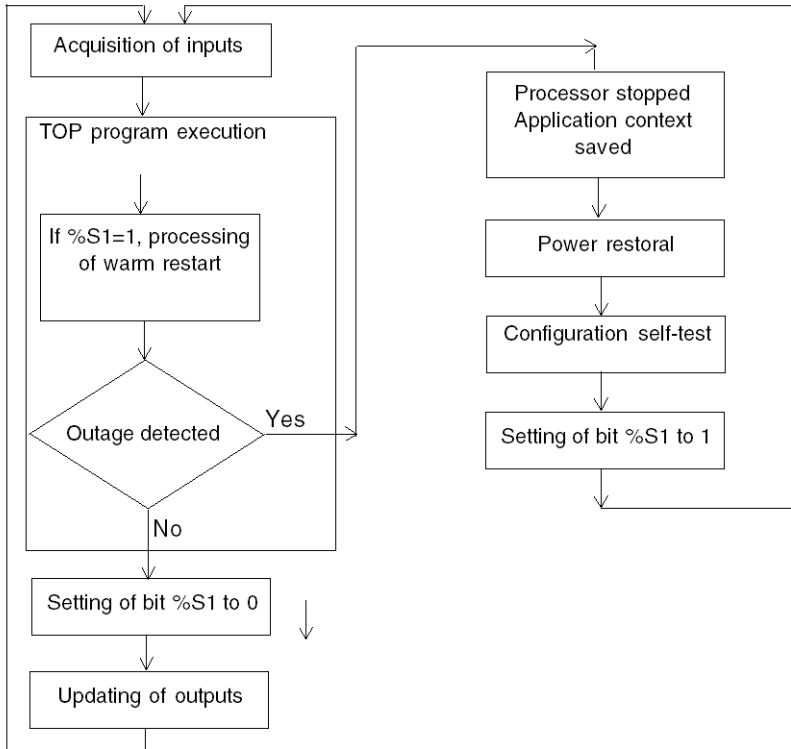 Acquisition of inputs
TOP program execution
If %S1=1, processing
of warm restart
Outage detected
Yes
No
Setting of bit %S1 to 0
Updating of outputs
Processor stopped
Application context
saved
Power restoral
Configuration self-test
Setting of bit %S1 to 1